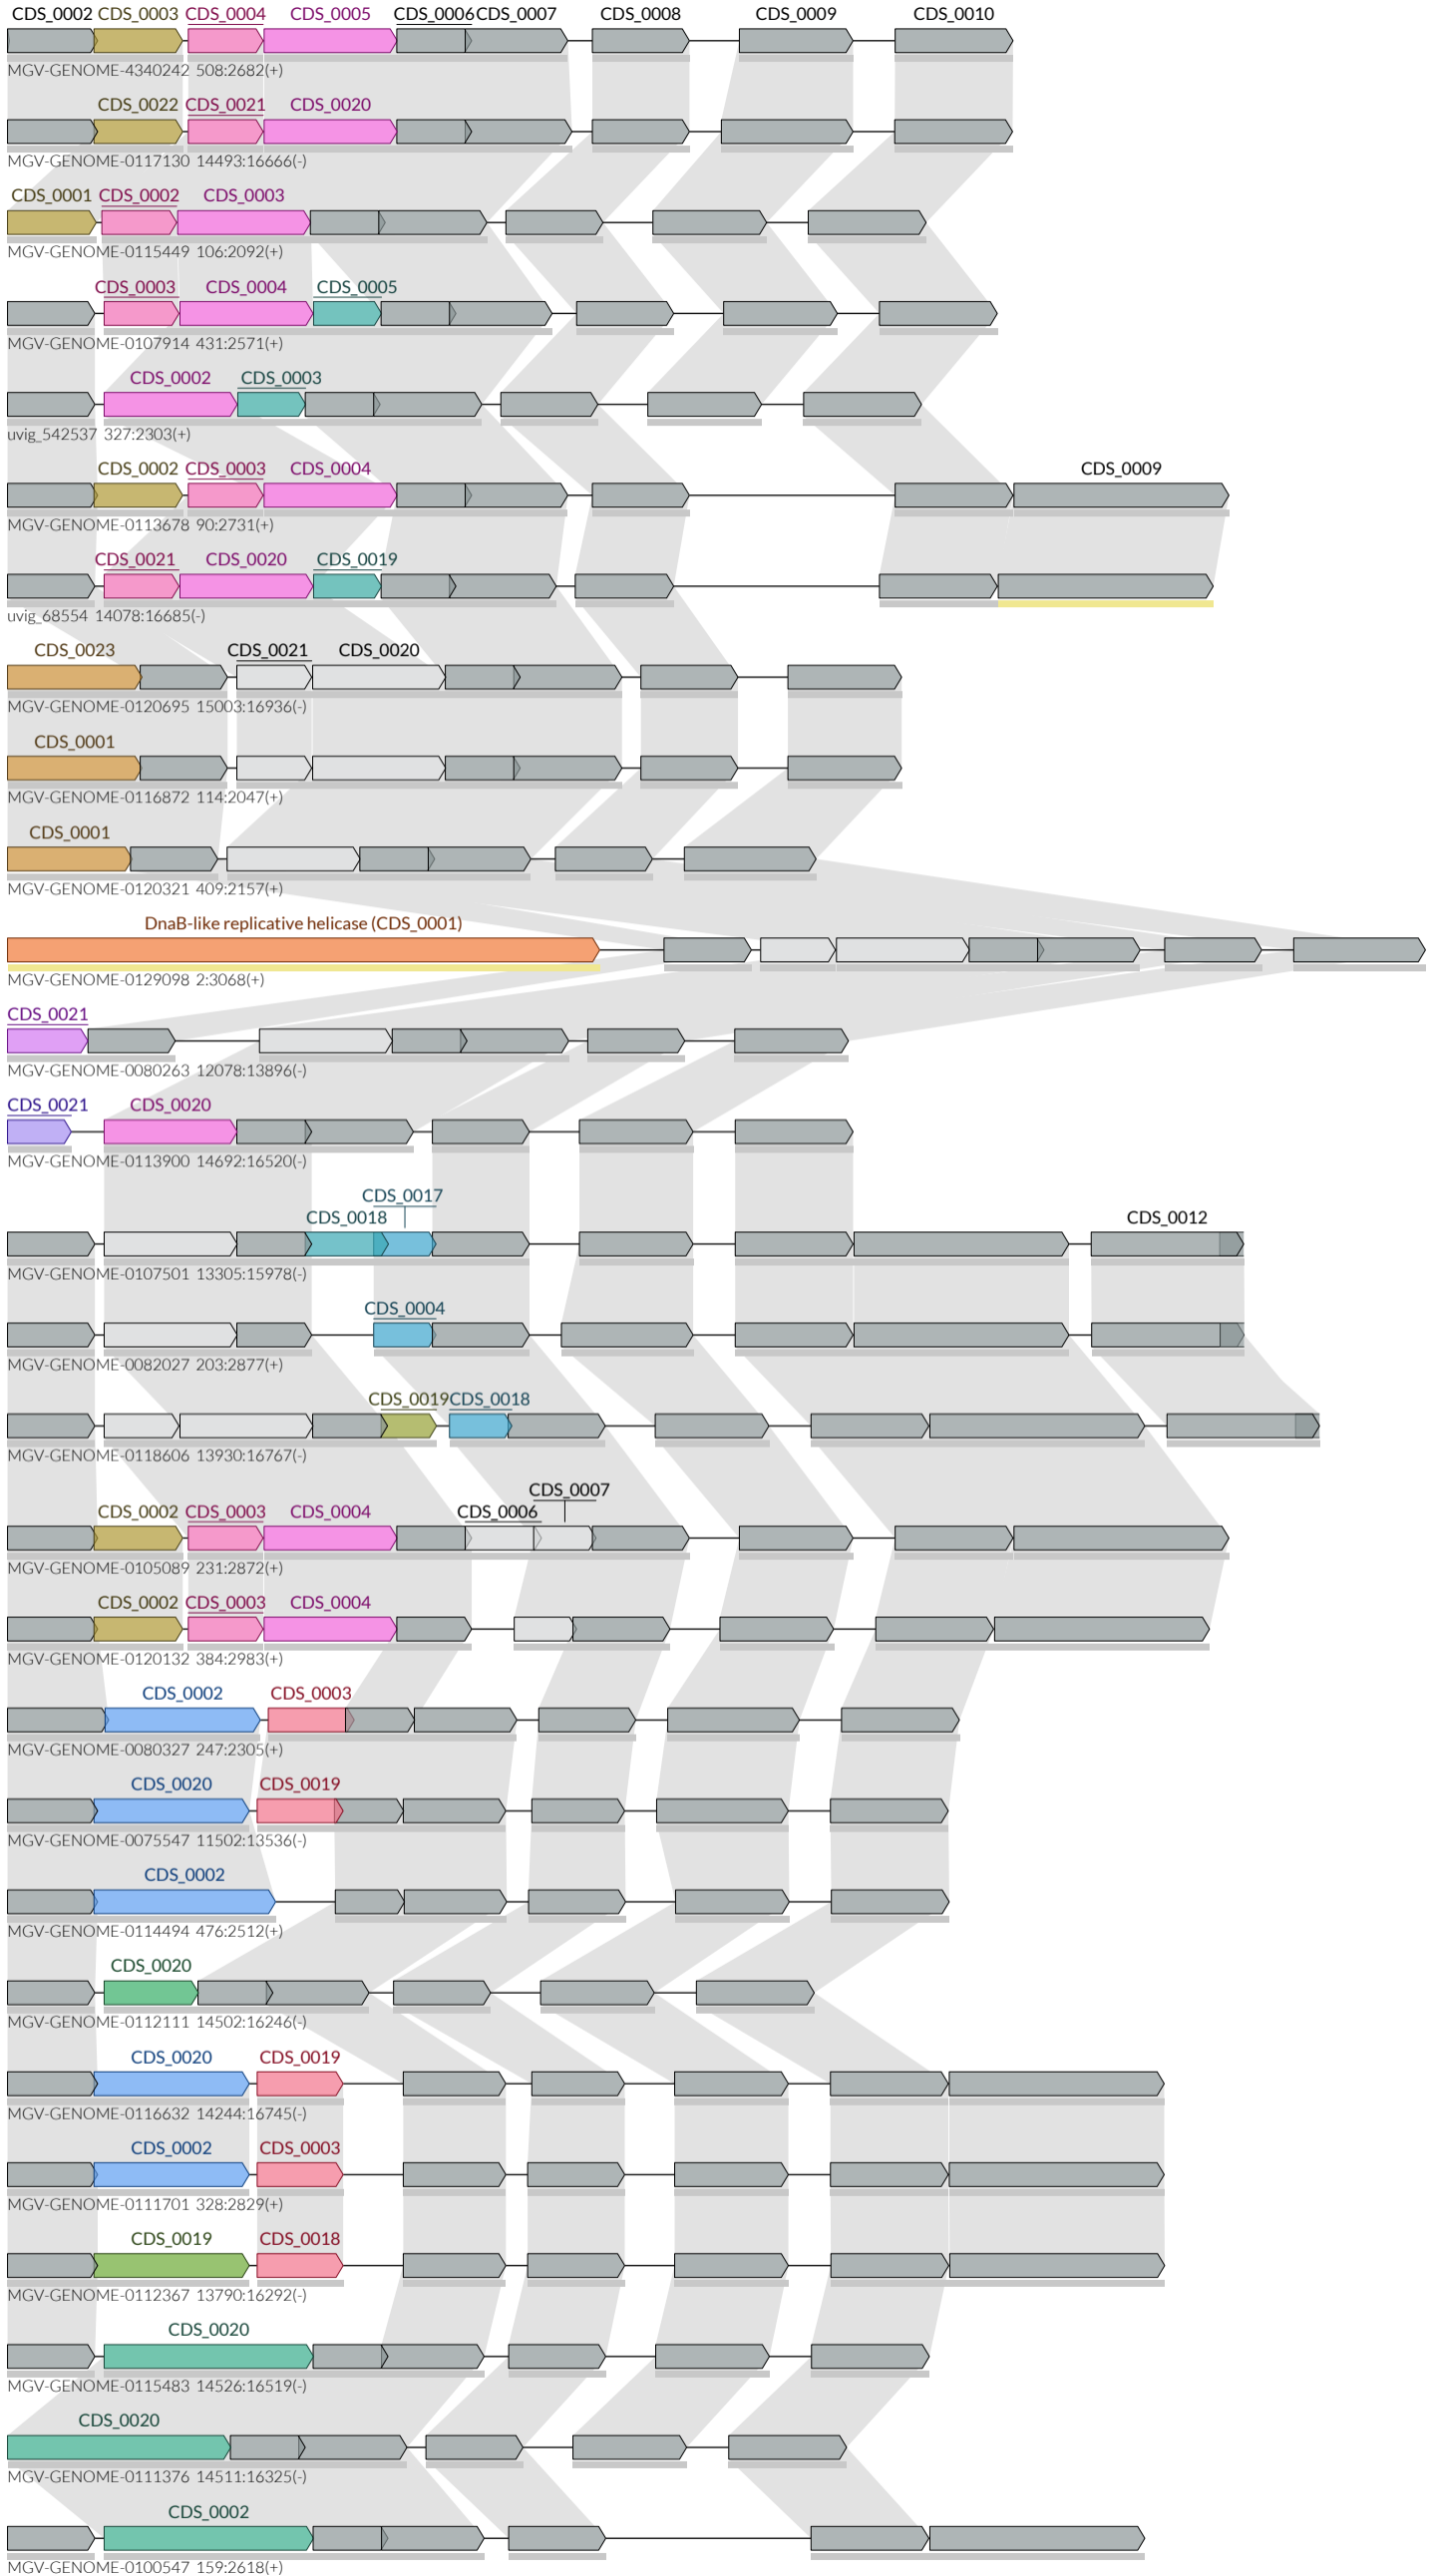 CDS_0002 CDS_0003 CDS_0004 CDS_0005 CDS_0006 CDS_0007 CDS_0008 CDS_0009 CDS_0010
MGV-GENOME-4340242 508:2682(+)
CDS_0022 CDS_0021 CDS_0020
MGV-GENOME-0117130 14493:16666(-)
CDS_0001 CDS_0002 CDS_0003
MGV-GENOME-0115449 106:2092(+)
CDS_0003 CDS_0004 CDS_0005
MGV-GENOME-0107914 431:2571(+)
CDS_0002 CDS_0003
uvig_542537 327:2303(+)
CDS_0002 CDS_0003 CDS_0004 CDS_0009
MGV-GENOME-0113678 90:2731(+)
CDS_0021 CDS_0020 CDS_0019
uvig_68554 14078:16685(-)
CDS_0023 CDS_0021 CDS_0020
MGV-GENOME-0120695 15003:16936(-)
CDS_0001
MGV-GENOME-0116872 114:2047(+)
CDS_0001
MGV-GENOME-0120321 409:2157(+)
DnaB-like replicative helicase (CDS_0001)
MGV-GENOME-0129098 2:3068(+)
CDS_0021
MGV-GENOME-0080263 12078:13896(-)
CDS_0021 CDS_0020
MGV-GENOME-0113900 14692:16520(-)
CDS_0017
CDS_0018 CDS_0012
MGV-GENOME-0107501 13305:15978(-)
CDS_0004
MGV-GENOME-0082027 203:2877(+)
CDS_0019 CDS_0018
MGV-GENOME-0118606 13930:16767(-)
CDS_0007
CDS_0002 CDS_0003 CDS_0004 CDS_0006
MGV-GENOME-0105089 231:2872(+)
CDS_0002 CDS_0003 CDS_0004
MGV-GENOME-0120132 384:2983(+)
CDS_0002 CDS_0003
MGV-GENOME-0080327 247:2305(+)
CDS_0020 CDS_0019
MGV-GENOME-0075547 11502:13536(-)
CDS_0002
MGV-GENOME-0114494 476:2512(+)
CDS_0020
MGV-GENOME-0112111 14502:16246(-)
CDS_0020 CDS_0019
MGV-GENOME-0116632 14244:16745(-)
CDS_0002 CDS_0003
MGV-GENOME-0111701 328:2829(+)
CDS_0019 CDS_0018
MGV-GENOME-0112367 13790:16292(-)
CDS_0020
MGV-GENOME-0115483 14526:16519(-)
CDS_0020
MGV-GENOME-0111376 14511:16325(-)
CDS_0002
MGV-GENOME-0100547 159:2618(+)